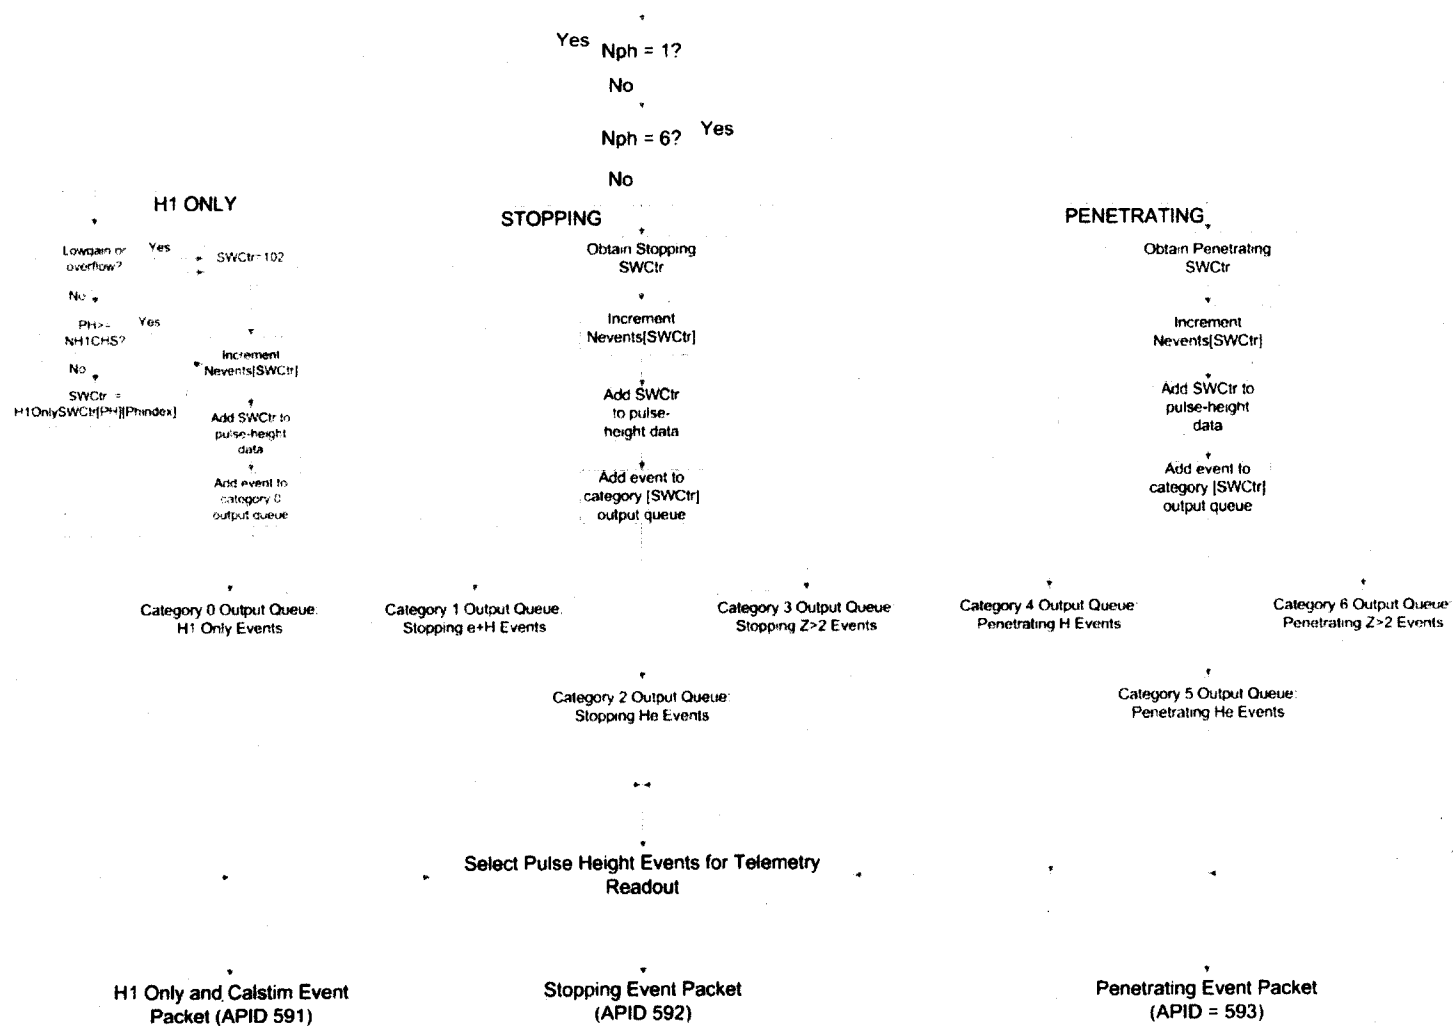 Yes
Nph = 1?
No
Nph = 6?
Yes
No
H1 ONLY
Lowgain or
overflow?
Yes
SWCtr=102
No
PH>=
NH1CHS?
Yes
No
SWCtr =
H1OnlySWCtr[PH][Phindex]
Increment
Nevents[SWCtr]
Add SWCtr to
pulse-height
data
Add event to
category 0
output queue
STOPPING
Obtain Stopping
SWCtr
Increment
Nevents[SWCtr]
Add SWCtr
to pulse-
height data
Add event to
category [SWCtr]
output queue
PENETRATING
Obtain Penetrating
SWCtr
Increment
Nevents[SWCtr]
Add SWCtr to
pulse-height
data
Add event to
category [SWCtr]
output queue
Category 0 Output Queue:
H1 Only Events
Category 1 Output Queue.
Stopping e+H Events
Category 3 Output Queue
Stopping Z>2 Events
Category 4 Output Queue:
Penetrating H Events
Category 6 Output Queue:
Penetrating Z>2 Events
Category 2 Output Queue:
Stopping He Events
Category 5 Output Queue:
Penetrating He Events
Select Pulse Height Events for Telemetry
Readout
H1 Only and Calstim Event
Packet (APID 591)
Stopping Event Packet
(APID 592)
Penetrating Event Packet
(APID = 593)